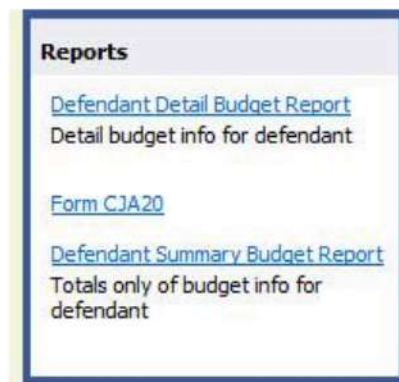 Reports
Defendant Detail Budget Report
Detail budget info for defendant
Form CJA20
Defendant Summary Budget Report
Totals only of budget info for
defendant